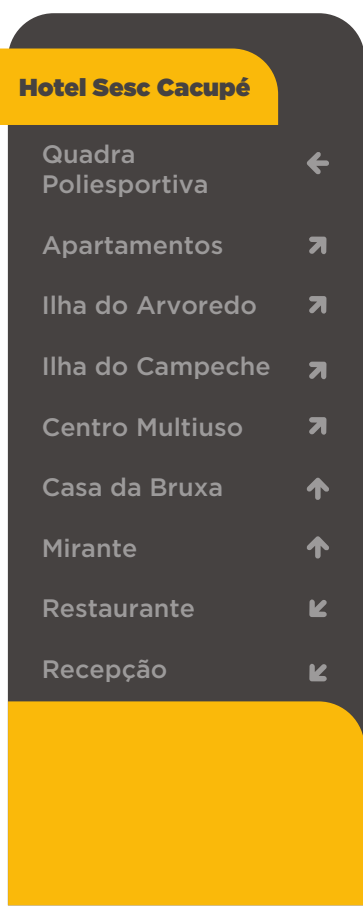 Hotel Sesc Cacupé
Quadra
Poliesportiva
Apartamentos
Ilha do Arvoredo
Ilha do Campeche
Centro Multiuso
Casa da Bruxa
Mirante
Restaurante
Recepção